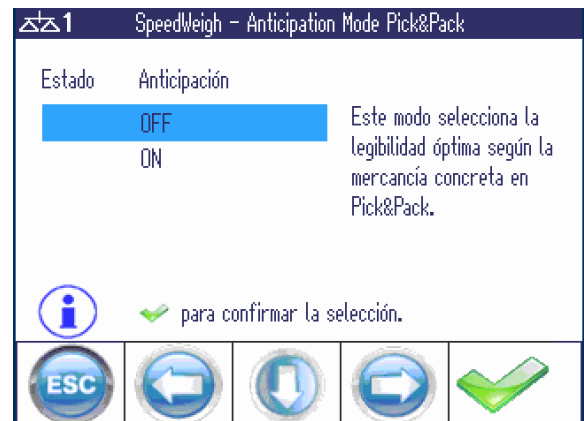 1 SpeedWeigh - Anticipation Mode Pick&Pack
Estado Anticipación
OFF
ON
Este modo selecciona la
legibilidad óptima según la
mercancía concreta en
Pick&Pack.
para confirmar la selección.
ESC